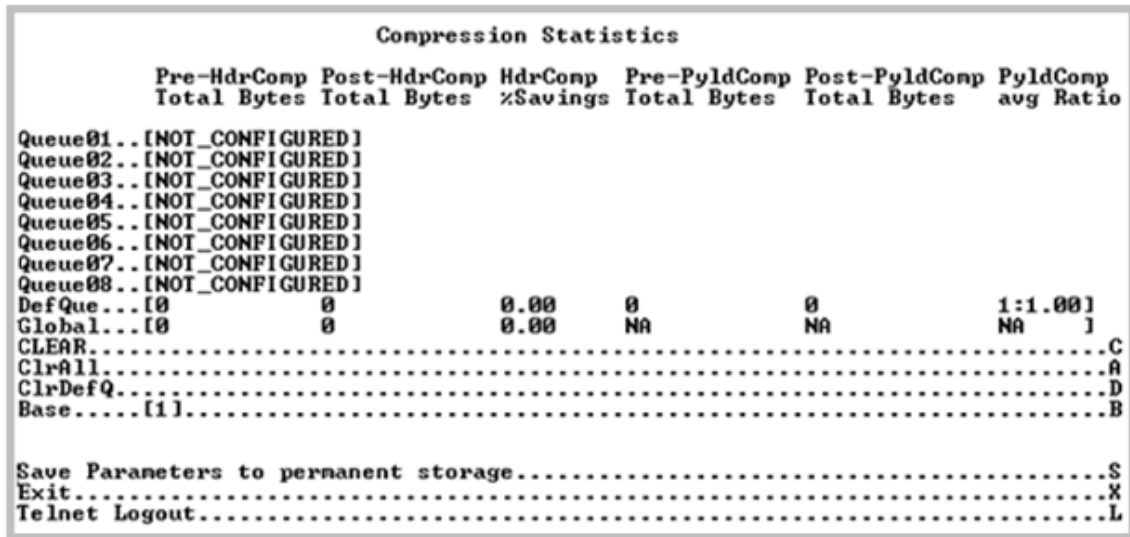 Compression Statistics
Pre-HdrComp Post-HdrComp HdrComp Pre-PyldComp Post-PyldComp PyldComp
Total Bytes Total Bytes %Savings Total Bytes Total Bytes avg Ratio
Queue01..[NOT_CONFIGURED]
Queue02..[NOT_CONFIGURED]
Queue03..[NOT_CONFIGURED]
Queue04..[NOT_CONFIGURED]
Queue05..[NOT_CONFIGURED]
Queue06..[NOT_CONFIGURED]
Queue07..[NOT_CONFIGURED]
Queue08..[NOT_CONFIGURED]
DefQue...[0 0 0.00 0 0 1:1.00]
Global...[0 0 0.00 NA NA NA ]
CLEAR..........................................................................................C
ClrAll.........................................................................................A
ClrDefQ........................................................................................D
Base.....[1]...................................................................................B
Save Parameters to permanent storage...........................................................S
Exit...........................................................................................X
Telnet Logout..................................................................................L